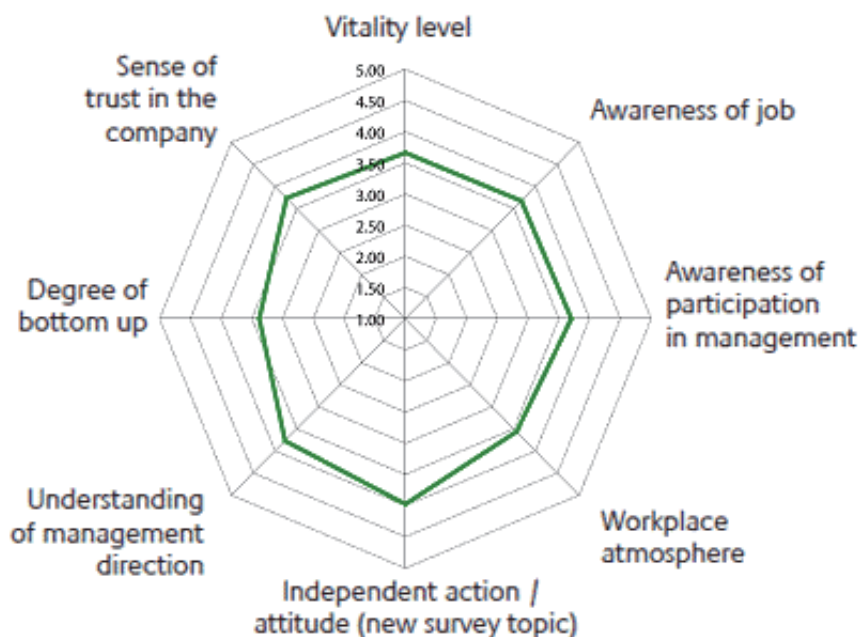 Vitality level
Sense of
trust in the
company
5.00
4.50
4.00
3.50
3.00
2.50
2.00
1.50
1.00
Awareness of job
Awareness of
participation
in management
Degree of
bottom up
Workplace
atmosphere
Understanding
of management
direction
Independent action /
attitude (new survey topic)